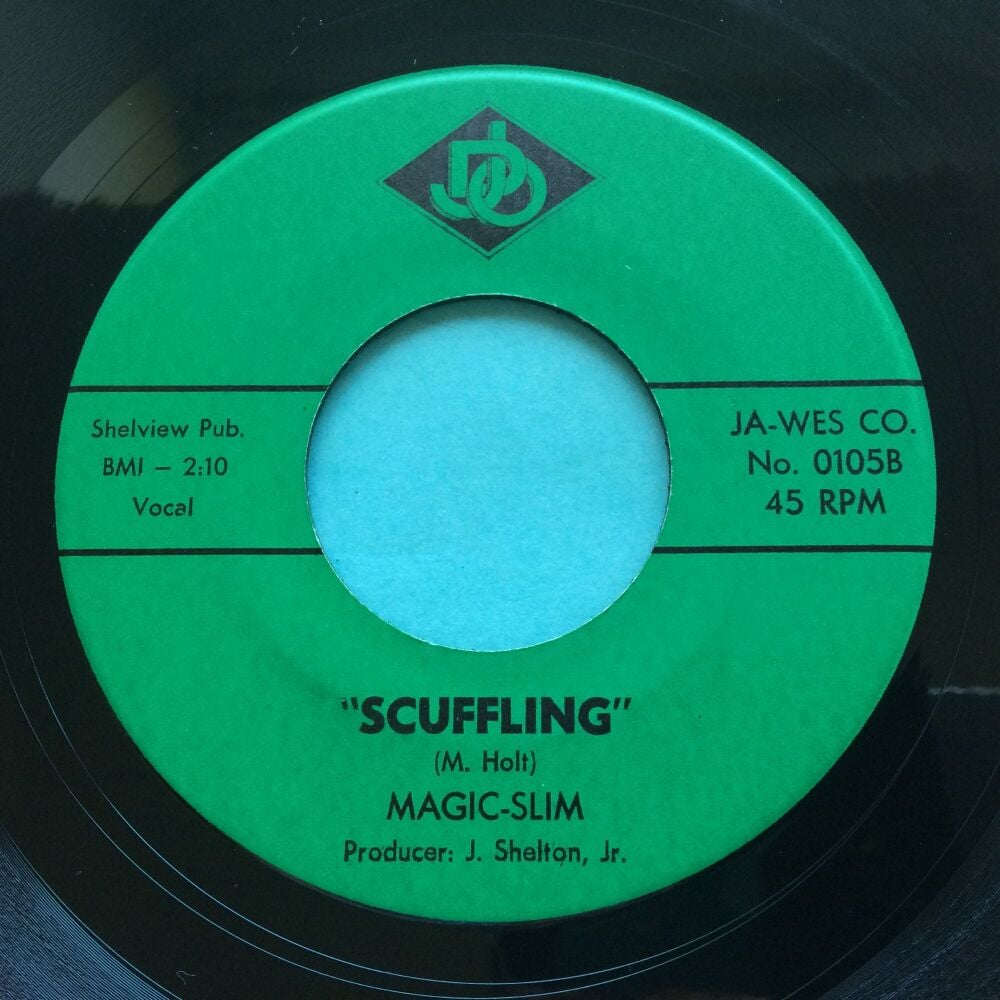 Shelview Pub.
BMI – 2:10
Vocal
JA-WES CO.
No. 0105B
45 RPM
"SCUFFLING"
(M. Holt)
MAGIC-SLIM
Producer: J. Shelton, Jr.